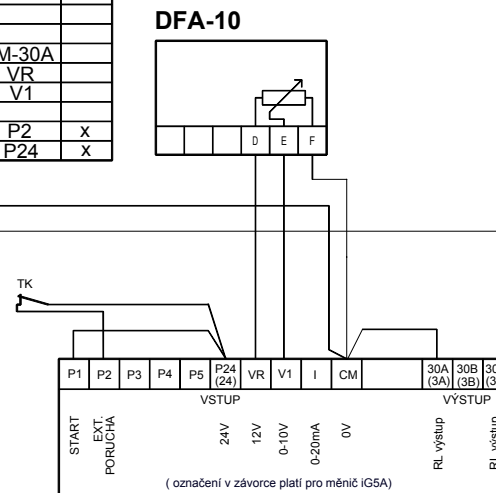 DFA-10
M-30A
VR
V1
P2 x
P24 x
D E F
TK
P1 P2 P3 P4 P5 P24 (24) VR V1 I CM 30A (3A) 30B (3B)
VSTUP VÝSTUP
START
EXT. PORUCHA
24V
12V
0-10V
0-20mA
0V
RL výstup
RL výstup
( označení v závorce platí pro měnič iG5A)